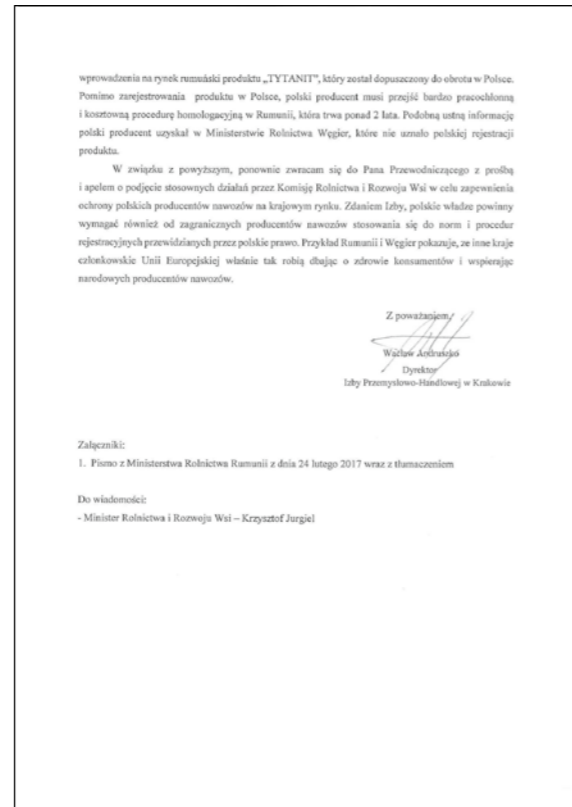 wprowadzenia na rynek rumuński produktu „TYTANIT”, który został dopuszczony do obrotu w Polsce.
Pomimo zarejestrowania produktu w Polsce, polski producent musi przejść bardzo pracochłonną
i kosztowną procedurę homologacyjną w Rumunii, która trwa ponad 2 lata. Podobną ustną informację
polski producent uzyskał w Ministerstwie Rolnictwa Węgier, które nie uznało polskiej rejestracji
produktu.
W związku z powyższym, ponownie zwracam się do Pana Przewodniczącego z prośbą
i apelem o podjęcie stosownych działań przez Komisję Rolnictwa i Rozwoju Wsi w celu zapewnienia
ochrony polskich producentów nawozów na krajowym rynku. Zdaniem Izby, polskie władze powinny
wymagać również od zagranicznych producentów nawozów stosowania się do norm i procedur
rejestracyjnych przewidzianych przez polskie prawo. Przykład Rumunii i Węgier pokazuje, ze inne kraje
członkowskie Unii Europejskiej właśnie tak robią dbając o zdrowie konsumentów i wspierając
narodowych producentów nawozów.
Z poważaniem,
Wacław Andruszko
Dyrektor
Izby Przemysłowo-Handlowej w Krakowie
Załączniki:
1. Pismo z Ministerstwa Rolnictwa Rumunii z dnia 24 lutego 2017 wraz z tłumaczeniem
Do wiadomości:
- Minister Rolnictwa i Rozwoju Wsi – Krzysztof Jurgiel